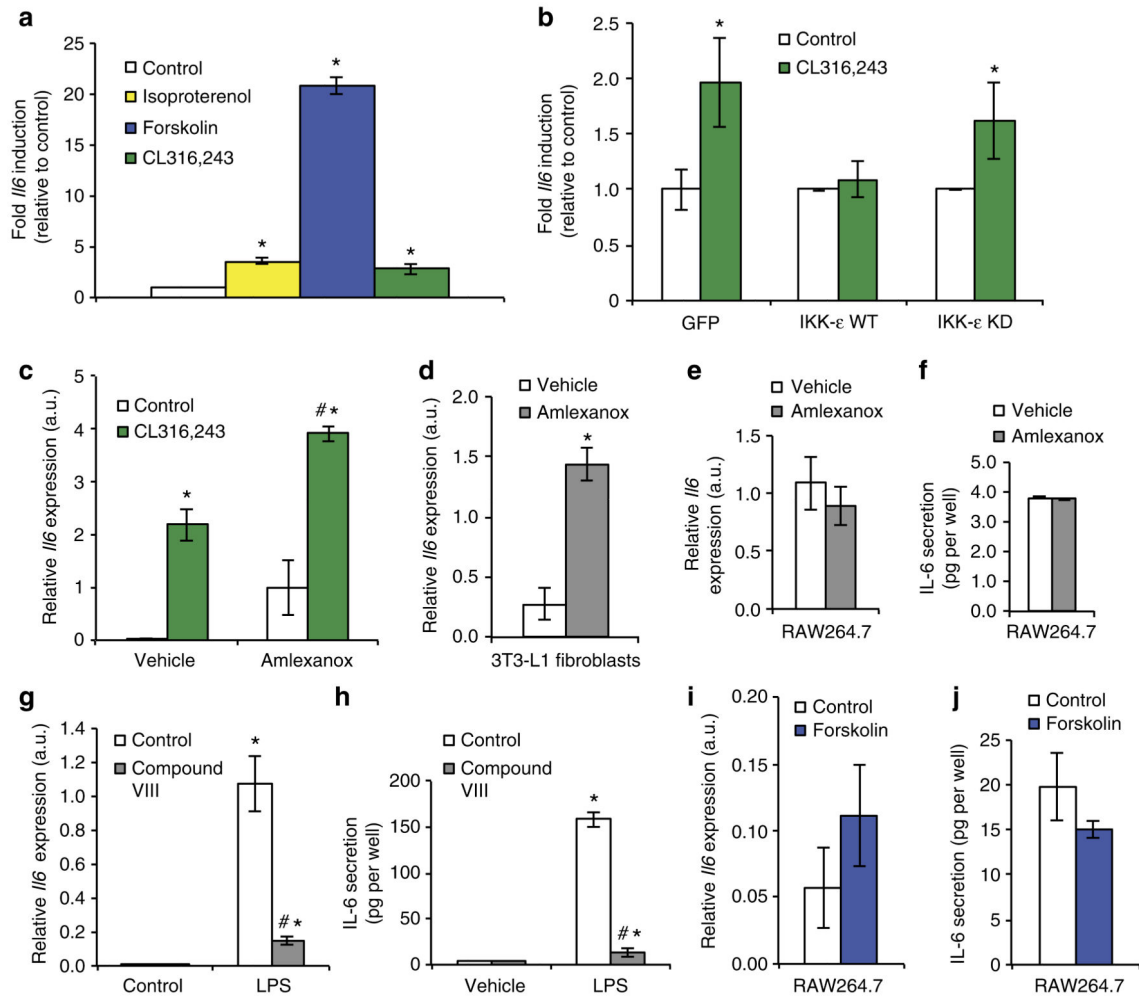 a
Fold Il6 induction
(relative to control)
25
20
15
10
5
0
Control
Isoproterenol
Forskolin
CL316,243
*
*
*
b
Fold Il6 induction
(relative to control)
2.5
2.0
1.5
1.0
0.5
0
Control
CL316,243
*
*
GFP
IKK-ε WT
IKK-ε KD
c
Relative Il6 expression (a.u.)
5
4
3
2
1
0
Control
CL316,243
*
# *
Vehicle
Amlexanox
d
Relative Il6 expression (a.u.)
2.0
1.5
1.0
0.5
0.0
Vehicle
Amlexanox
*
3T3-L1 fibroblasts
e
Relative Il6
expression (a.u.)
1.5
1.0
0.5
0.0
Vehicle
Amlexanox
RAW264.7
f
IL-6 secretion
(pg per well)
5.0
4.0
3.0
2.0
1.0
0.0
Vehicle
Amlexanox
RAW264.7
g
Relative Il6 expression (a.u.)
1.4
1.2
1.0
0.8
0.6
0.4
0.2
0.0
Control
Compound
VIII
*
# *
Control
LPS
h
IL-6 secretion
(pg per well)
200
150
100
50
0
Control
Compound
VIII
*
# *
Vehicle
LPS
i
Relative Il6 expression (a.u.)
0.20
0.15
0.10
0.05
0.00
Control
Forskolin
RAW264.7
j
IL-6 secretion (pg per well)
25
20
15
10
5
0
Control
Forskolin
RAW264.7